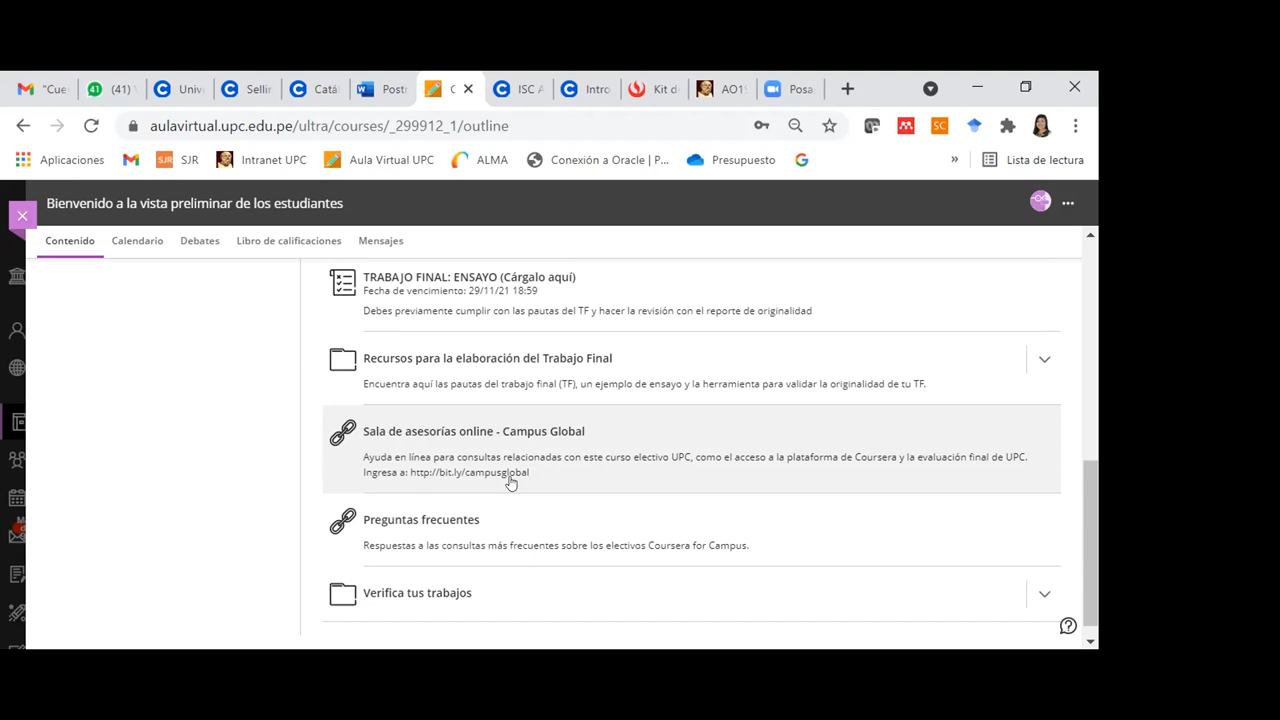 "Cue
(41)
Univ
Sellin
Catá
Post
C
ISC A
Intro
Kit d
AO1
Posa
aulavirtual.upc.edu.pe/ultra/courses/_299912_1/outline
Aplicaciones
SJR
Intranet UPC
Aula Virtual UPC
ALMA
Conexión a Oracle | P...
Presupuesto
»
Lista de lectura
Bienvenido a la vista preliminar de los estudiantes
Contenido
Calendario
Debates
Libro de calificaciones
Mensajes
TRABAJO FINAL: ENSAYO (Cárgalo aquí)
Fecha de vencimiento: 29/11/21 18:59
Debes previamente cumplir con las pautas del TF y hacer la revisión con el reporte de originalidad
Recursos para la elaboración del Trabajo Final
Encuentra aquí las pautas del trabajo final (TF), un ejemplo de ensayo y la herramienta para validar la originalidad de tu TF.
Sala de asesorías online - Campus Global
Ayuda en línea para consultas relacionadas con este curso electivo UPC, como el acceso a la plataforma de Coursera y la evaluación final de UPC.
Ingresa a: http://bit.ly/campusglobal
Preguntas frecuentes
Respuestas a las consultas más frecuentes sobre los electivos Coursera for Campus.
Verifica tus trabajos